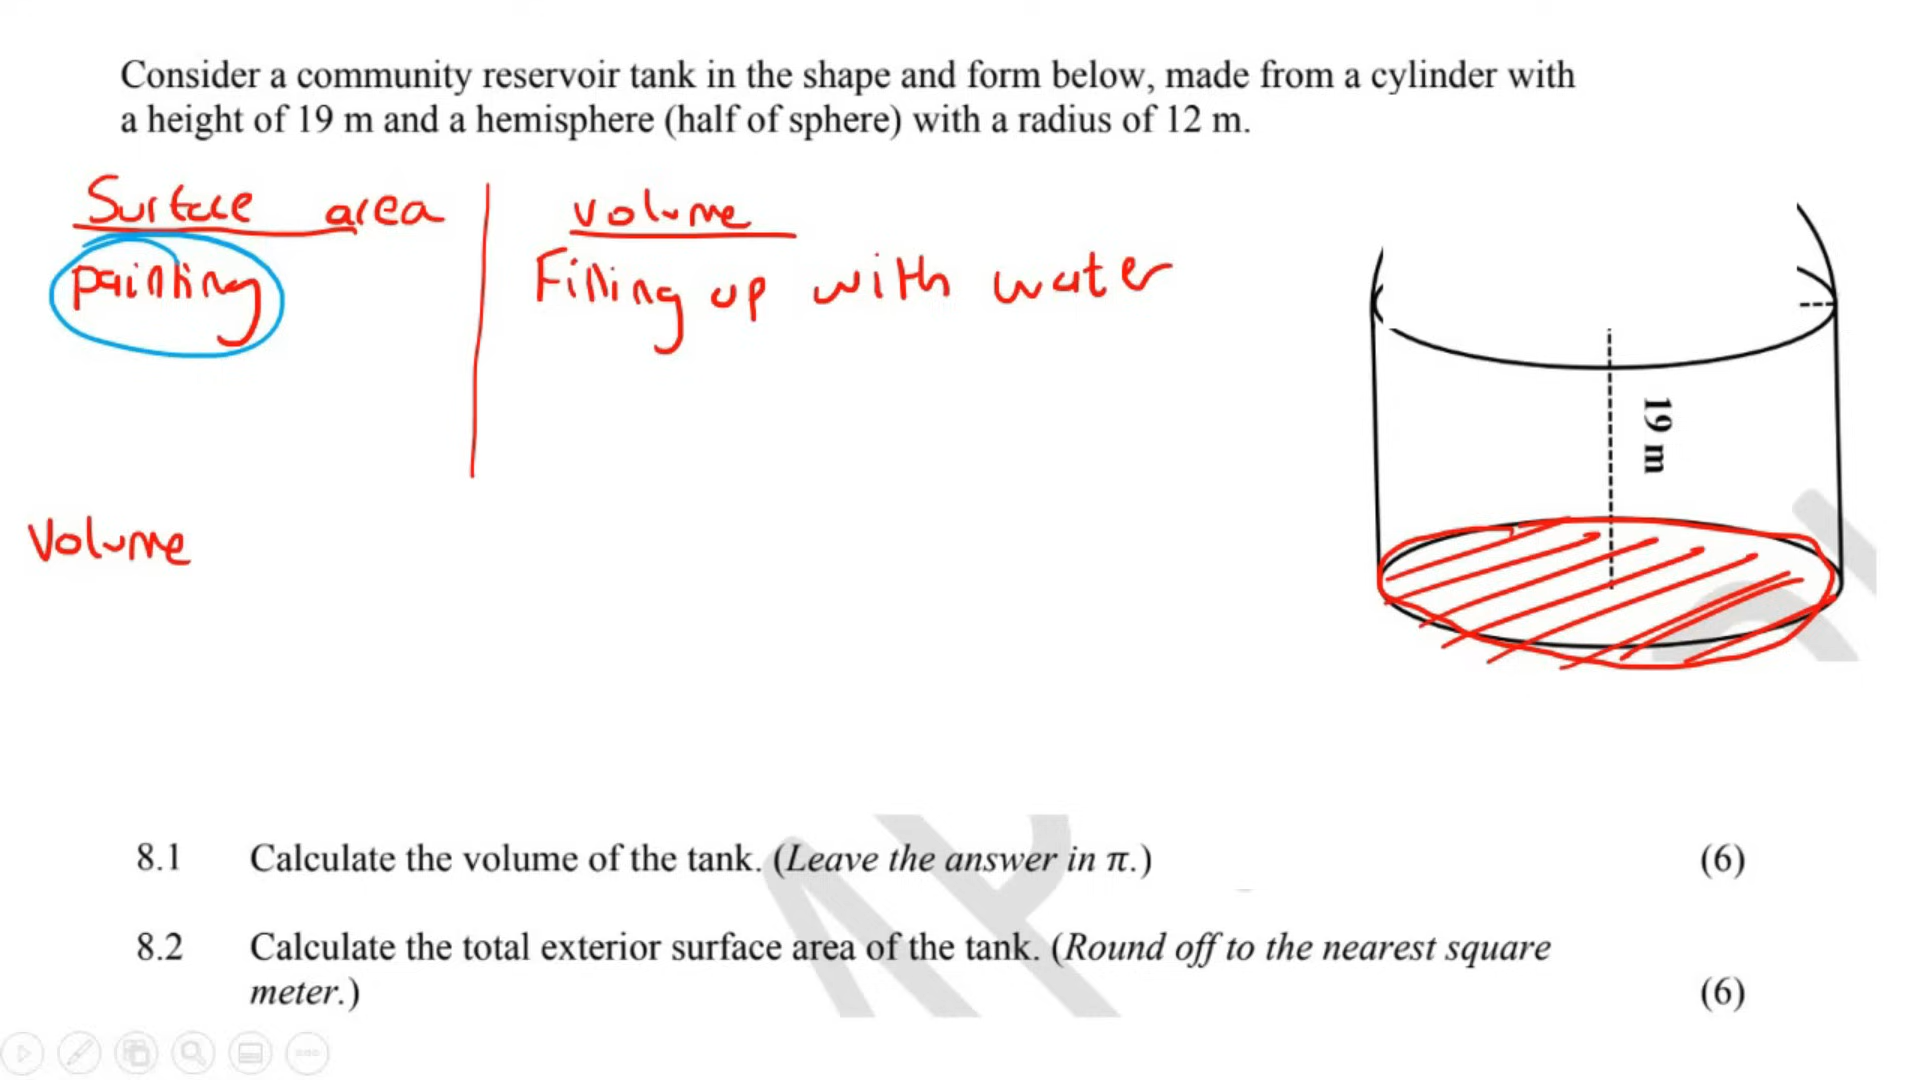 Consider a community reservoir tank in the shape and form below, made from a cylinder with
a height of 19 m and a hemisphere (half of sphere) with a radius of 12 m.
Surface area
painting
volume
Filling up with water
19 m
Volume
8.1 Calculate the volume of the tank. (Leave the answer in π.) (6)
8.2 Calculate the total exterior surface area of the tank. (Round off to the nearest square
meter.) (6)